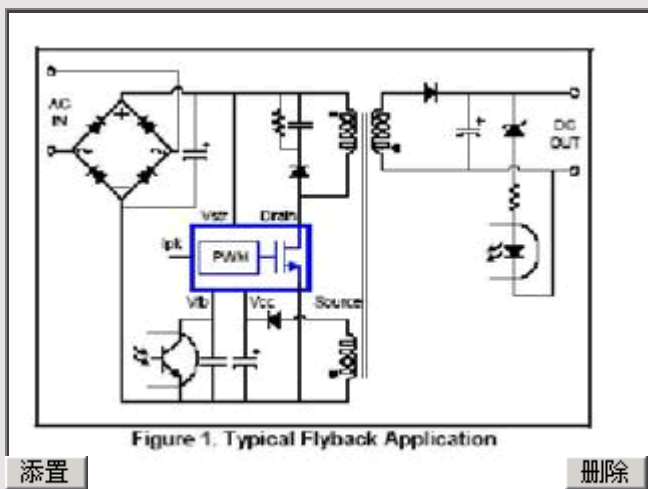 AC
IN
DC
OUT
Vstr
Drain
Ipk
PWM
Vfb
Vcc
Source
Figure 1. Typical Flyback Application
添置
删除